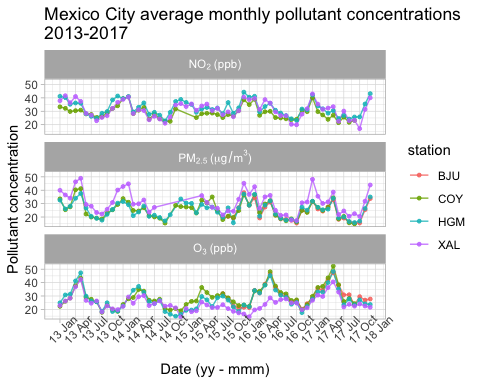 Mexico City average monthly pollutant concentrations
2013-2017
NO₂ (ppb)
50
40
30
20
PM₂.₅ (μg/m³)
50
40
30
20
O₃ (ppb)
50
40
30
20
Pollutant concentration
13 Jan
13 Apr
13 Jul
13 Oct
14 Jan
14 Apr
14 Jul
14 Oct
15 Jan
15 Apr
15 Jul
15 Oct
16 Jan
16 Apr
16 Jul
16 Oct
17 Jan
17 Apr
17 Jul
17 Oct
18 Jan
Date (yy - mmm)
station
BJU
COY
HGM
XAL